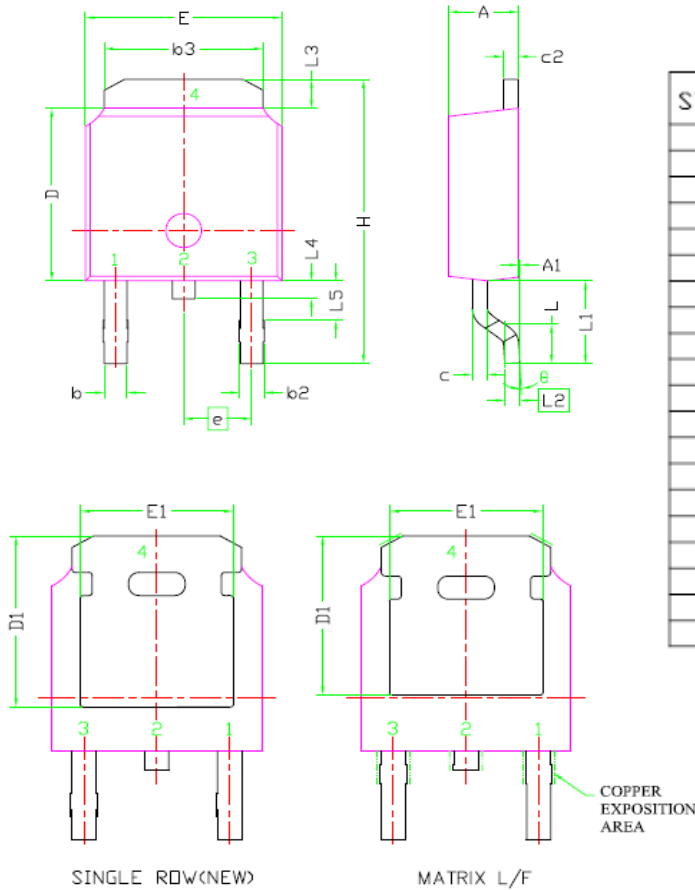 E
b3
L3
4
D
H
1
2
3
L4
L5
b
b2
e
A
c2
A1
L
L1
c
θ
L2
S
E1
4
D1
3
2
1
SINGLE ROW(NEW)
E1
4
D1
3
2
1
COPPER
EXPOSITION
AREA
MATRIX L/F